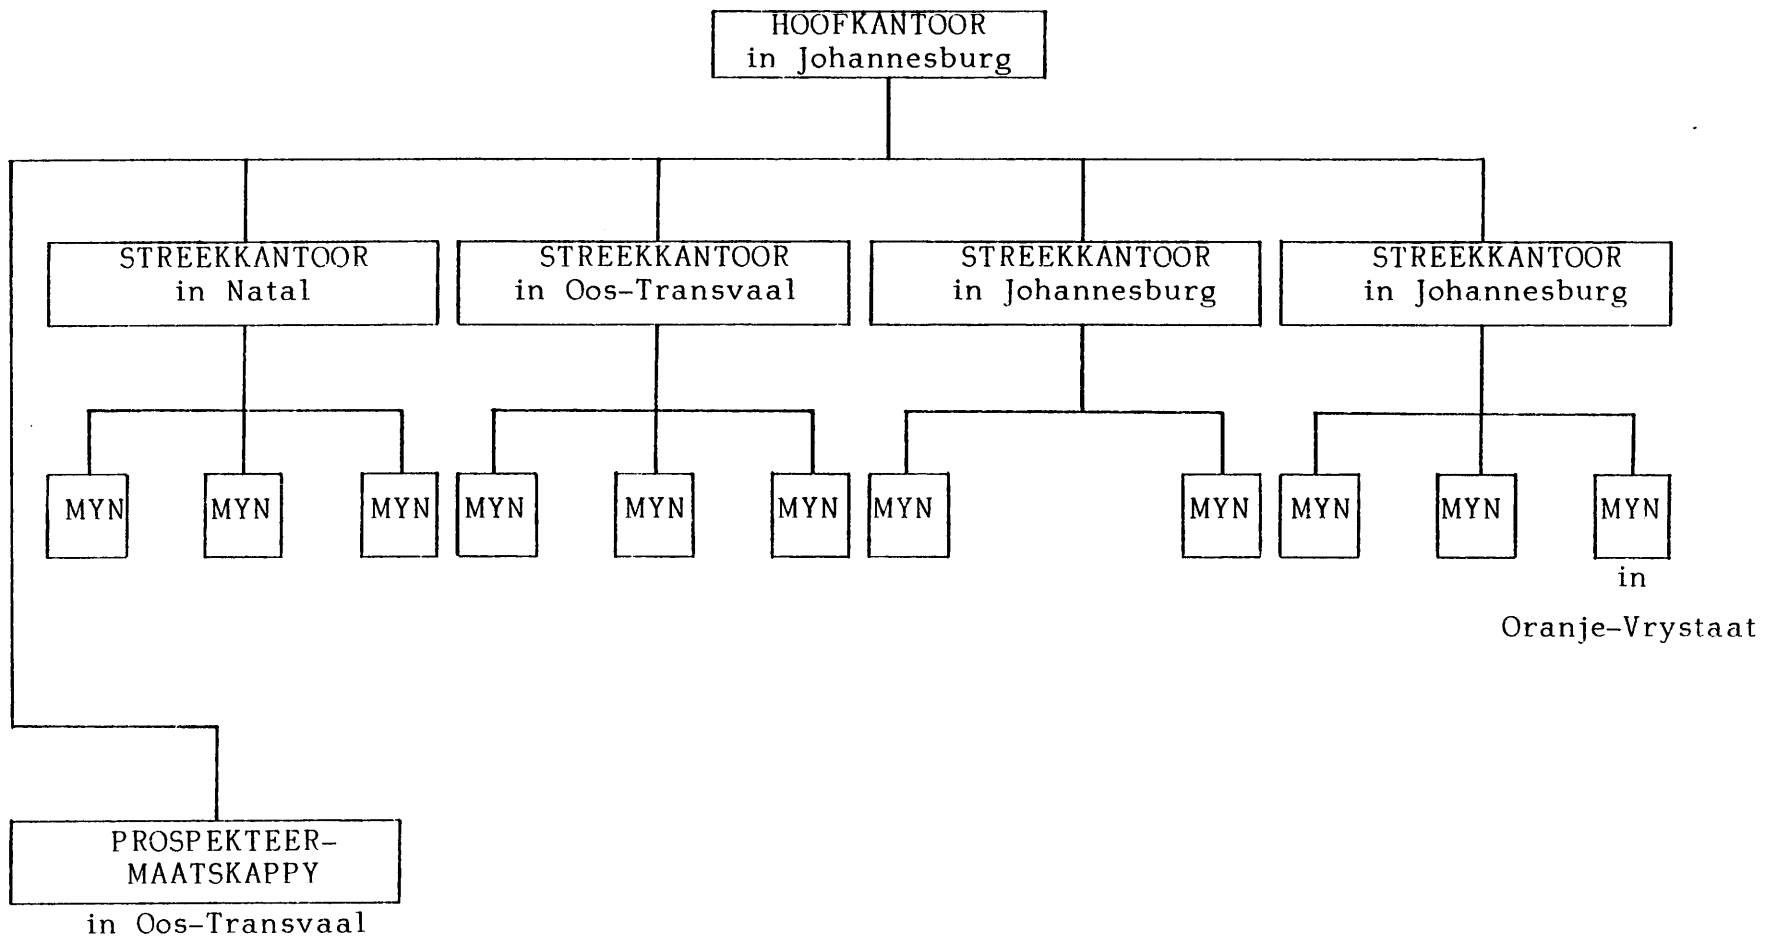 HOOFKANTOOR
in Johannesburg
STREEKKANTOOR
in Natal
STREEKKANTOOR
in Oos-Transvaal
STREEKKANTOOR
in Johannesburg
STREEKKANTOOR
in Johannesburg
MYN
MYN
MYN
MYN
MYN
MYN
MYN
MYN
MYN
MYN
MYN
in
Oranje-Vrystaat
PROSPEKTEER-
MAATSKAPPY
in Oos-Transvaal